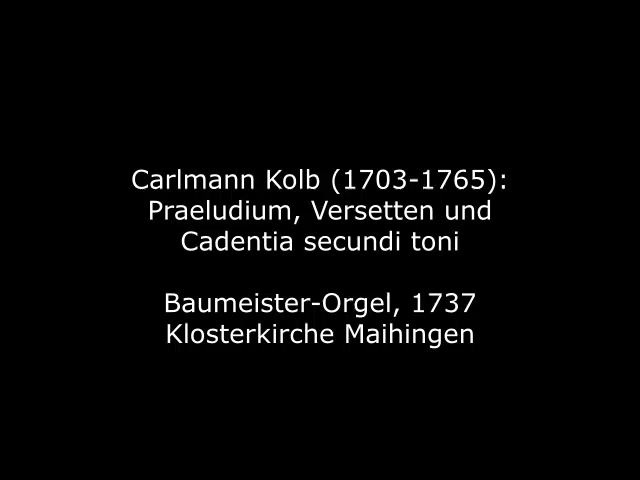 Carlmann Kolb (1703-1765):
Praeludium, Versetten und
Cadentia secundi toni
Baumeister-Orgel, 1737
Klosterkirche Maihingen